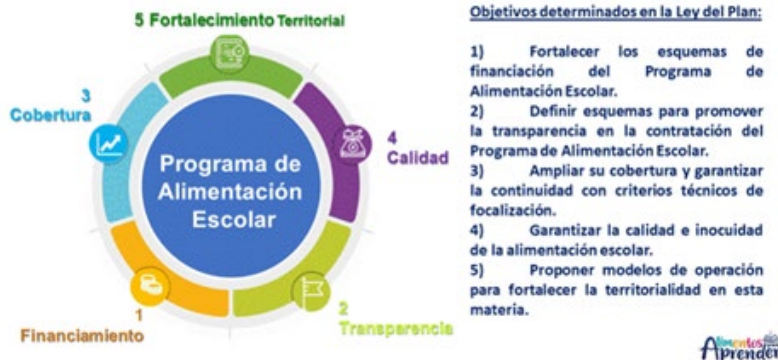 5 Fortalecimiento Territorial
3
Cobertura
4
Calidad
Programa de
Alimentación
Escolar
1
Financiamiento
2
Transparencia
Objetivos determinados en la Ley del Plan:
1) Fortalecer los esquemas de
financiación del Programa de
Alimentación Escolar.
2) Definir esquemas para promover
la transparencia en la contratación del
Programa de Alimentación Escolar.
3) Ampliar su cobertura y garantizar
la continuidad con criterios técnicos de
focalización.
4) Garantizar la calidad e inocuidad
de la alimentación escolar.
5) Proponer modelos de operación
para fortalecer la territorialidad en esta
materia.
Alimentos
Aprender